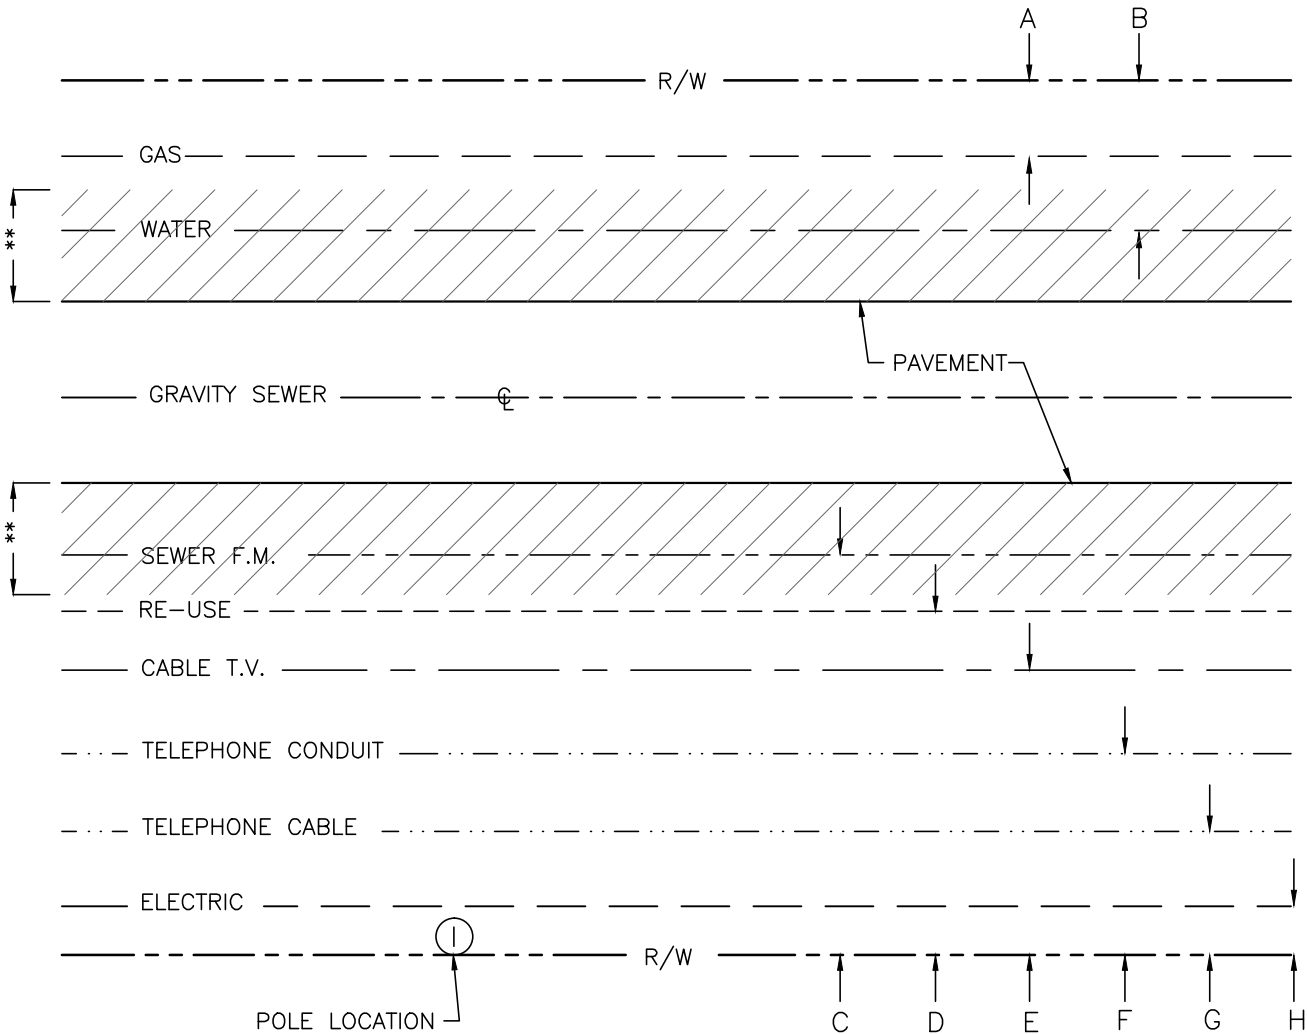 A B
R/W
GAS
**
WATER
PAVEMENT
GRAVITY SEWER ℄
**
SEWER F.M.
RE-USE
CABLE T.V.
TELEPHONE CONDUIT
TELEPHONE CABLE
ELECTRIC
R/W
POLE LOCATION
C D E F G H